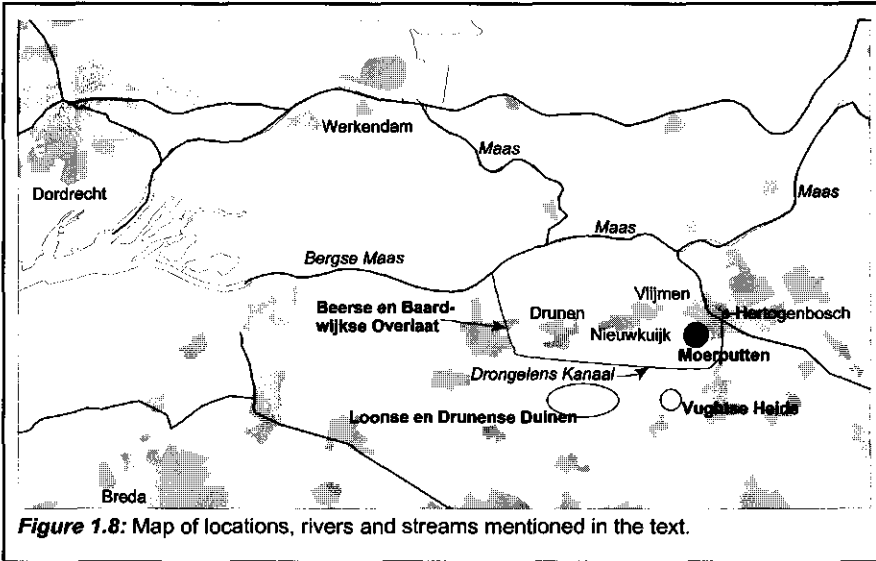 Werkendam
Maas
Dordrecht
Maas
Maas
Bergse Maas
Vlijmen
Beerse en Baard-
wijkse Overlaat
Drunen
's-Hertogenbosch
Nieuwkuijk
Moerputten
Drongelens Kanaal
Loonse en Drunense Duinen
Vughtse Heide
Breda
Figure 1.8: Map of locations, rivers and streams mentioned in the text.